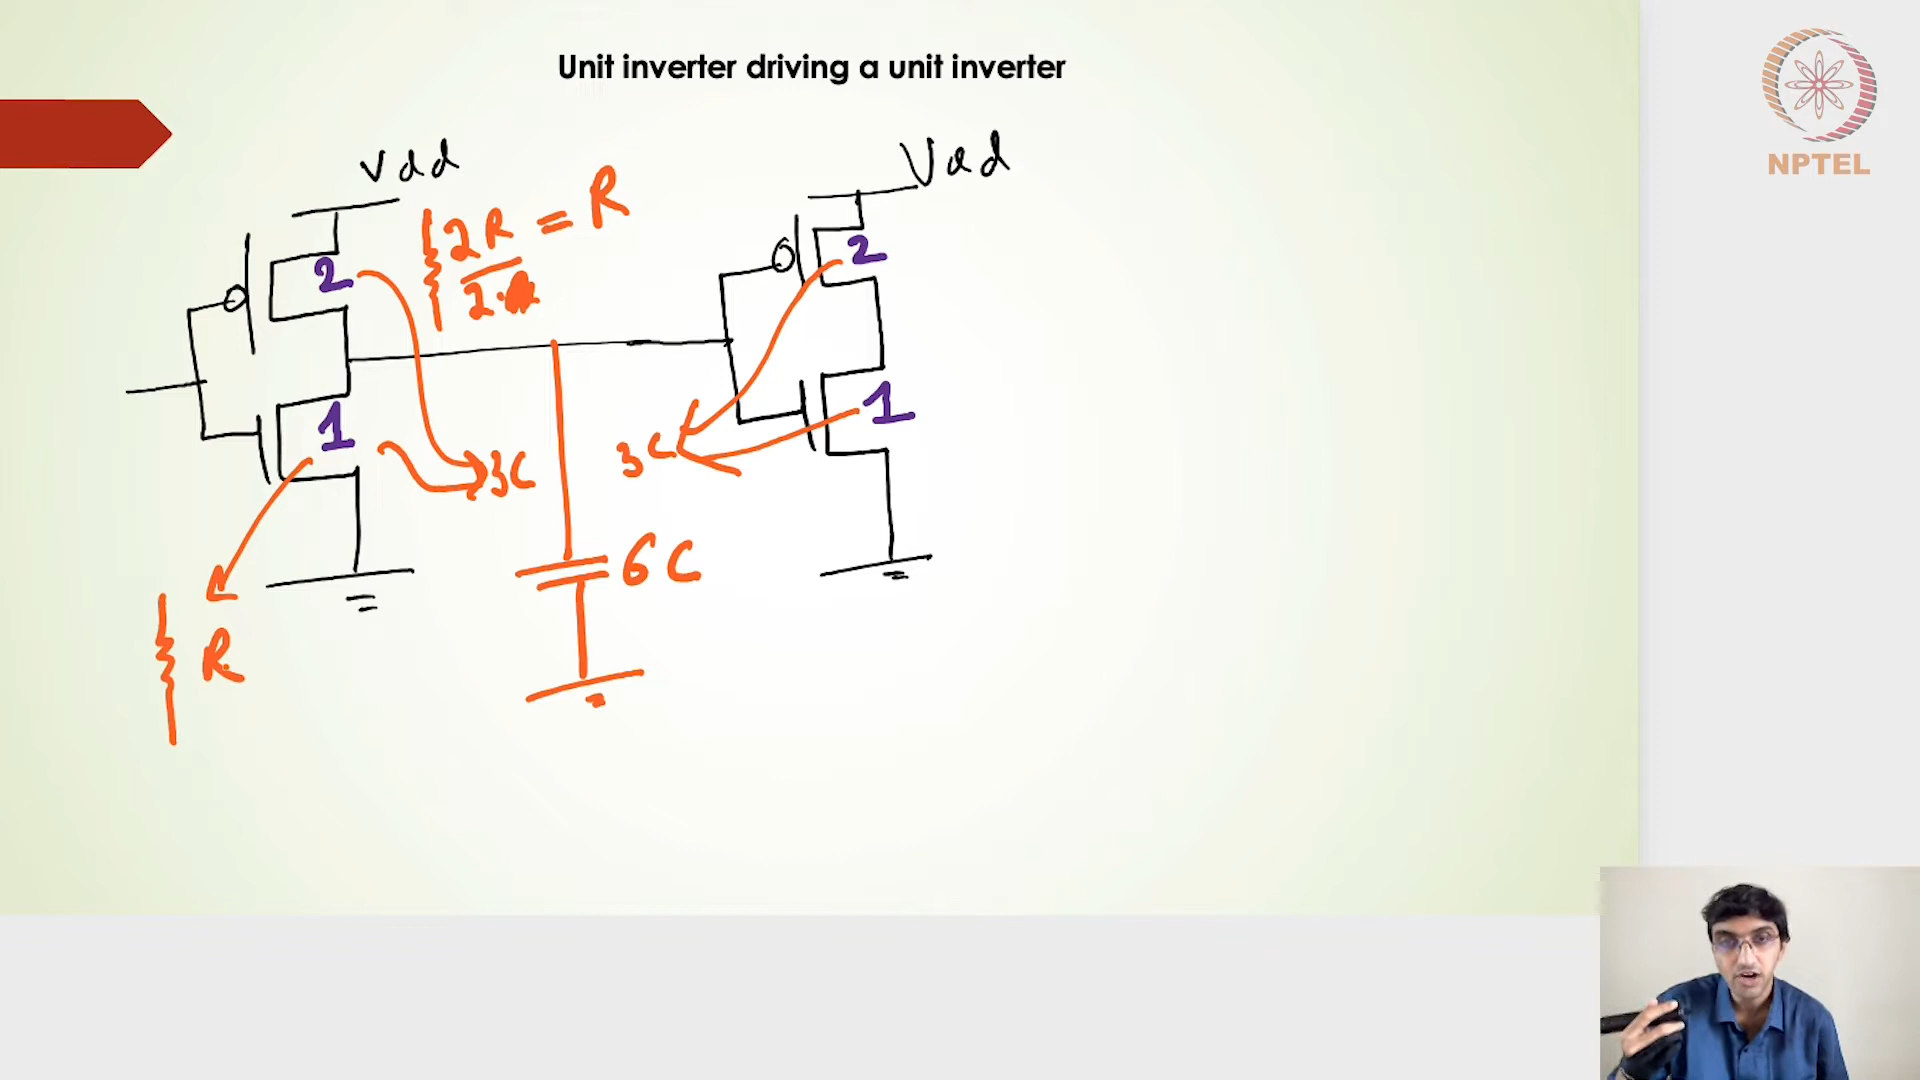 Unit inverter driving a unit inverter
NPTEL
Vdd
Vdd
2R = R
2
2
2
1
1
3C
3C
6C
R